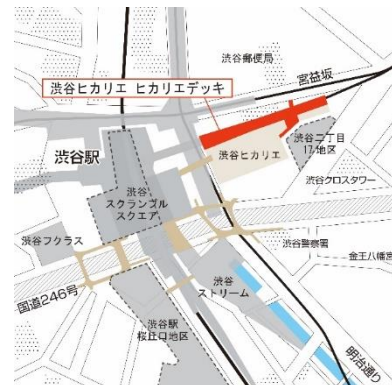 渋谷郵便局
宮益坂
渋谷ヒカリエ ヒカリエデッキ
渋谷二丁目
17地区
渋谷駅
渋谷ヒカリエ
渋谷クロスタワー
渋谷
スクランブル
スクエア
渋谷フクラス
渋谷警察署
金王八幡宮
国道246号
渋谷
ストリーム
渋谷駅
桜丘口地区
明治通り